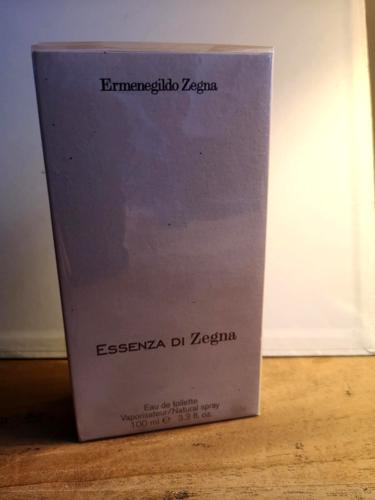 Ermenegildo Zegna
ESSENZA DI Zegna
Eau de toilette
Vaporisateur/Natural spray
100 ml ℮ 3.3 fl. oz.